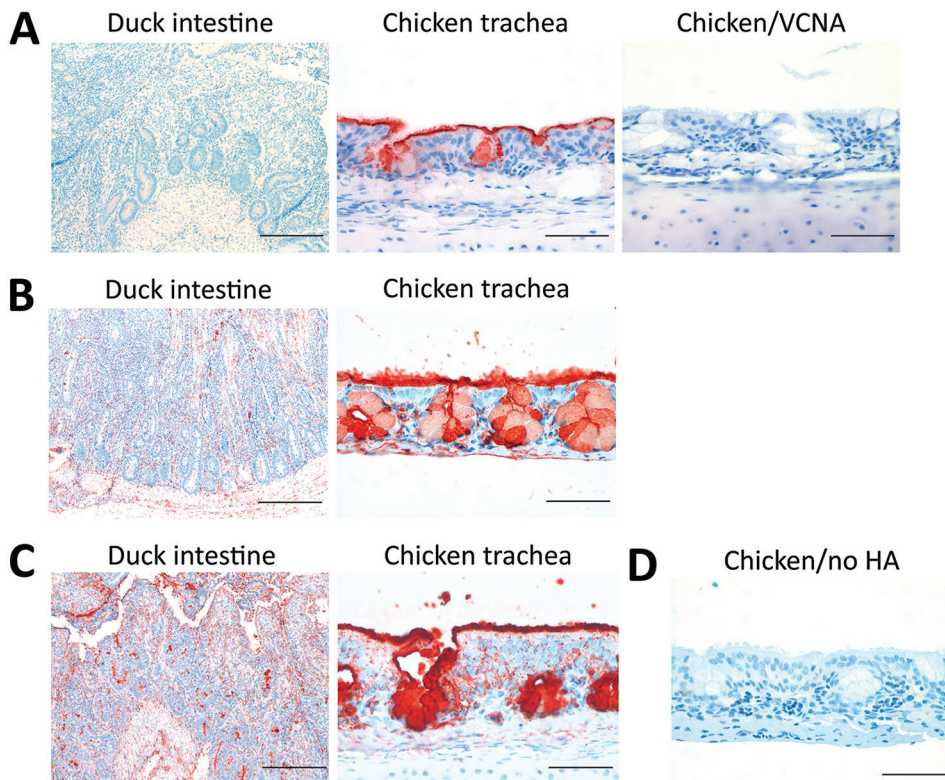 A
Duck intestine
Chicken trachea
Chicken/VCNA
B
Duck intestine
Chicken trachea
C
Duck intestine
Chicken trachea
D
Chicken/no HA